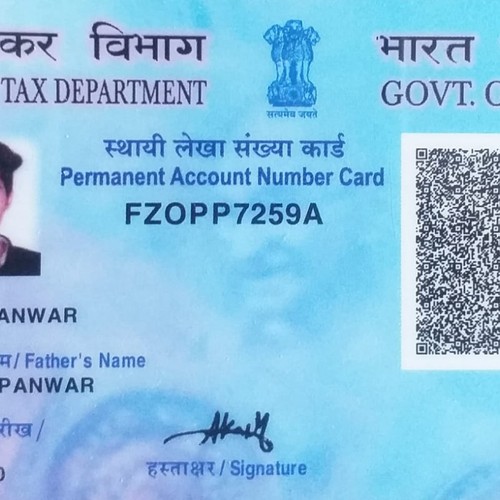 कर विभाग
TAX DEPARTMENT
भारत
GOVT.
सत्यमेव जयते
स्थायी लेखा संख्या कार्ड
Permanent Account Number Card
FZOPP7259A
ANWAR
/ Father's Name
PANWAR
हस्ताक्षर / Signature